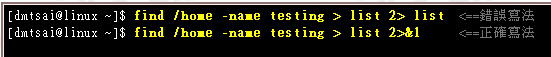 [dmtsai@linux ~]$ find /home -name testing > list 2> list <==錯誤寫法
[dmtsai@linux ~]$ find /home -name testing > list 2>&1 <==正確寫法